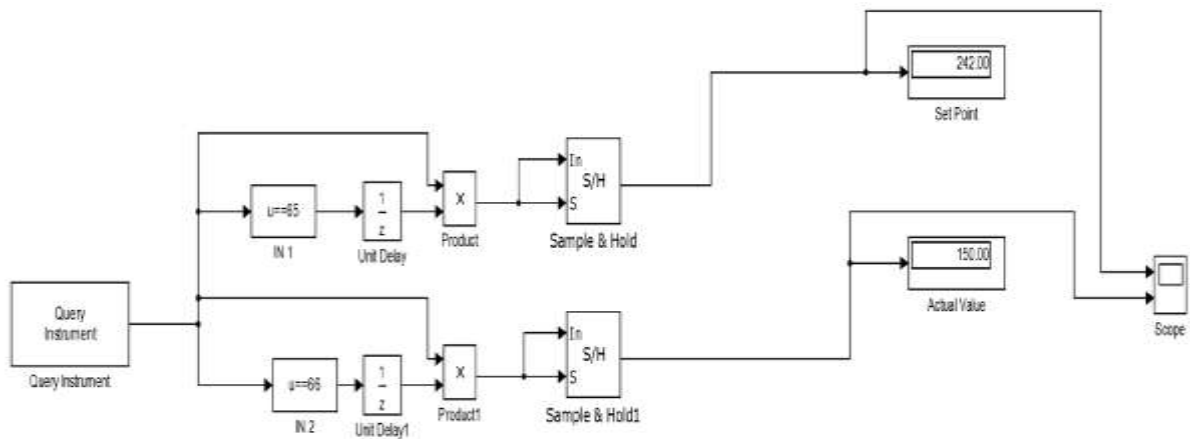 242.00
Set Point
In
S/H
S
Sample & Hold
u==65
IN 1
1
z
Unit Delay
X
Product
150.00
Actual Value
Scope
Query
Instrument
Query Instrument
In
S/H
S
Sample & Hold1
u==66
IN 2
1
z
Unit Delay1
X
Product1